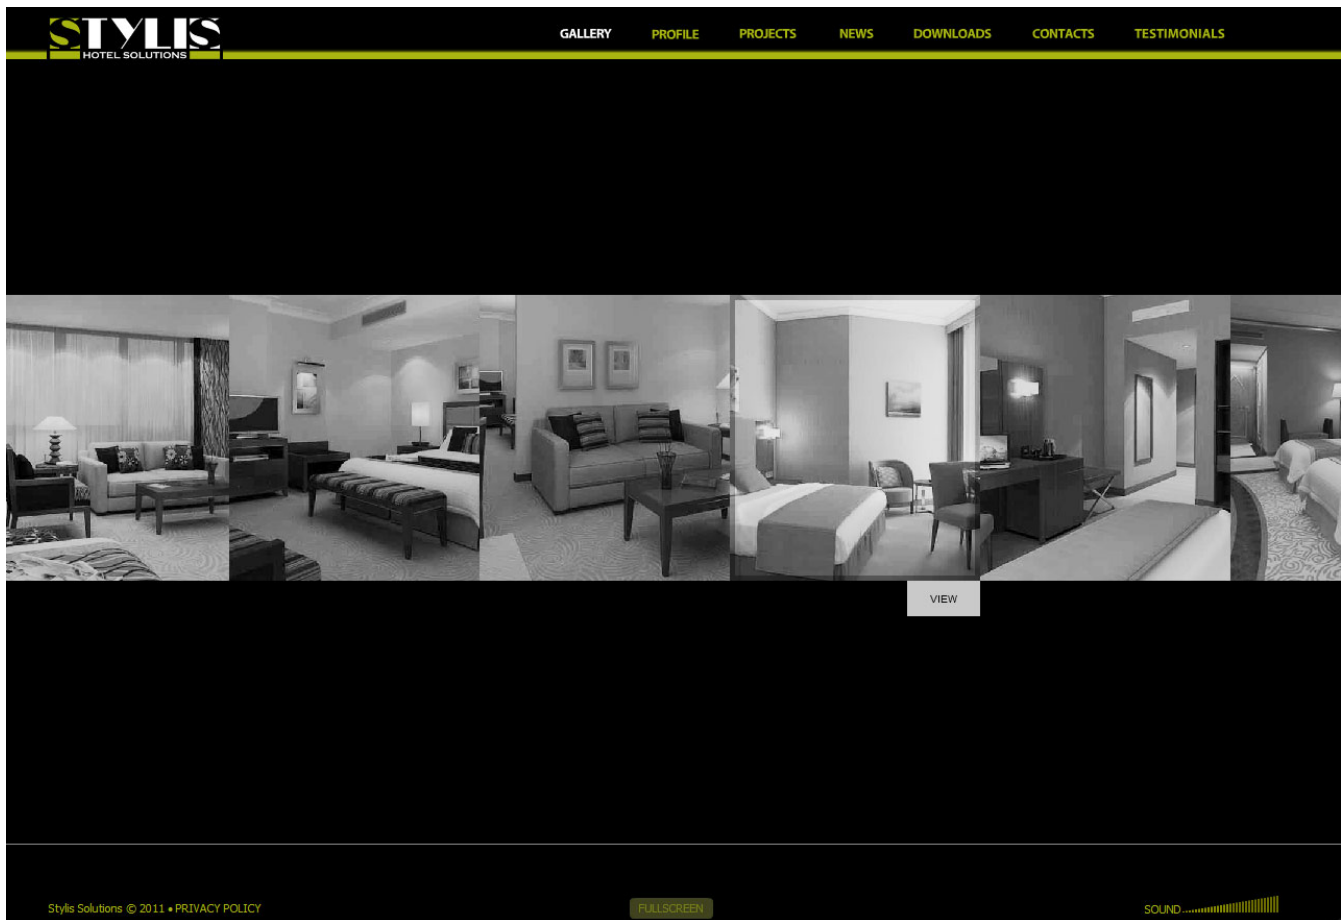 STYLIS
HOTEL SOLUTIONS
GALLERY PROFILE PROJECTS NEWS DOWNLOADS CONTACTS TESTIMONIALS
VIEW
Stylis Solutions © 2011 • PRIVACY POLICY FULLSCREEN SOUND